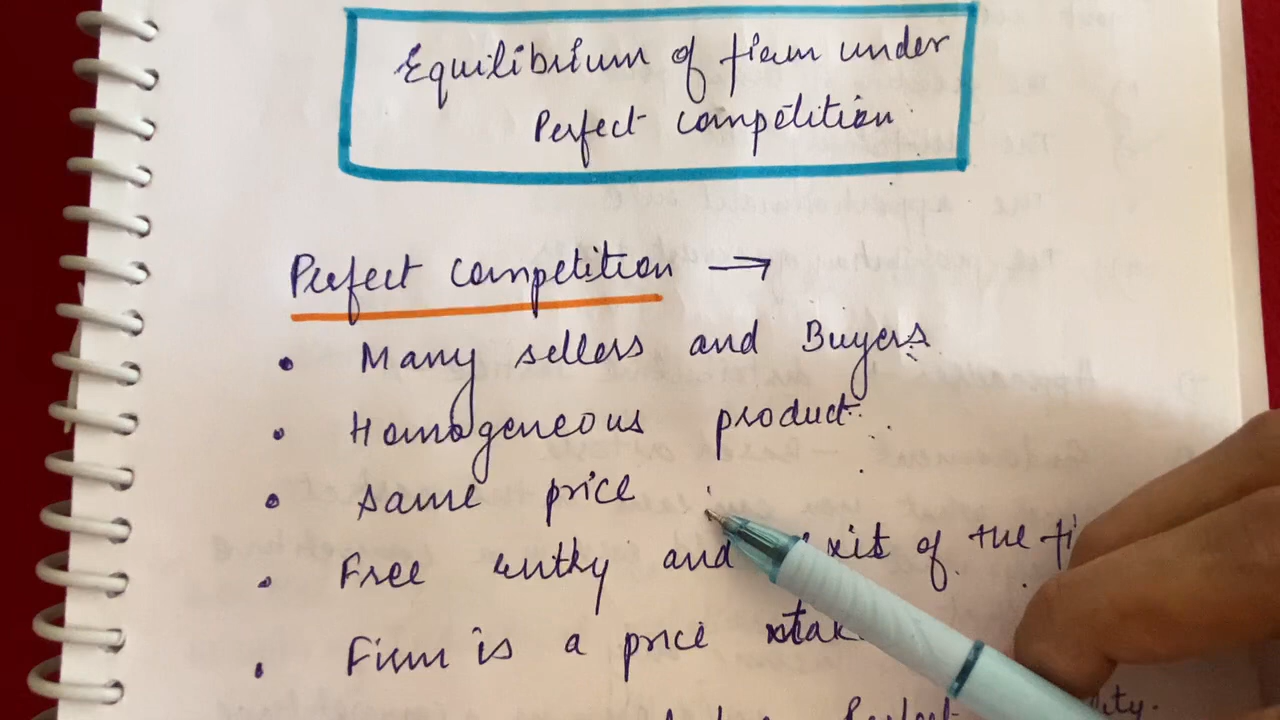 Equilibrium of firm under
Perfect competition
Perfect competition →
• Many sellers and Buyers
• Homogeneous product
• Same price
• Free entry and exit of the
• Firm is a price
Perfect